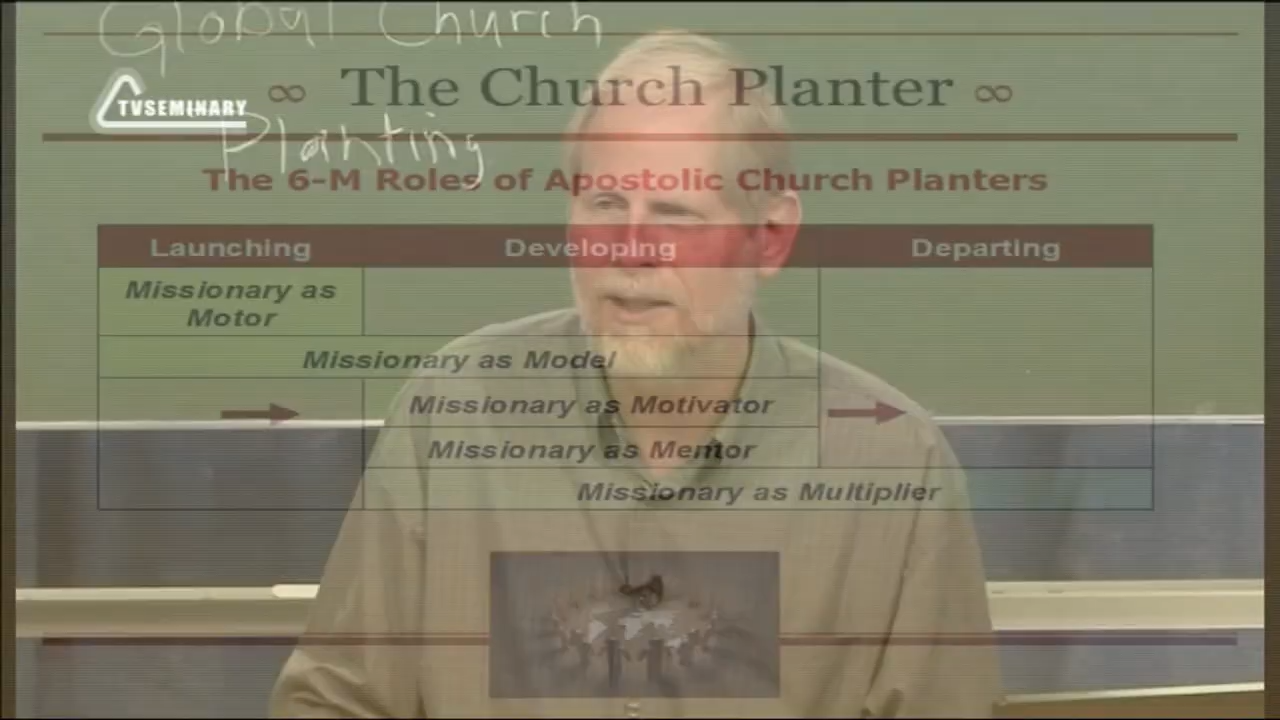 Global Church
∞ The Church Planter ∞
TVSEMINARY
Planting
The 6-M Roles of Apostolic Church Planters
Launching Developing Departing
Missionary as
Motor
Missionary as Model
Missionary as Motivator
Missionary as Mentor
Missionary as Multiplier